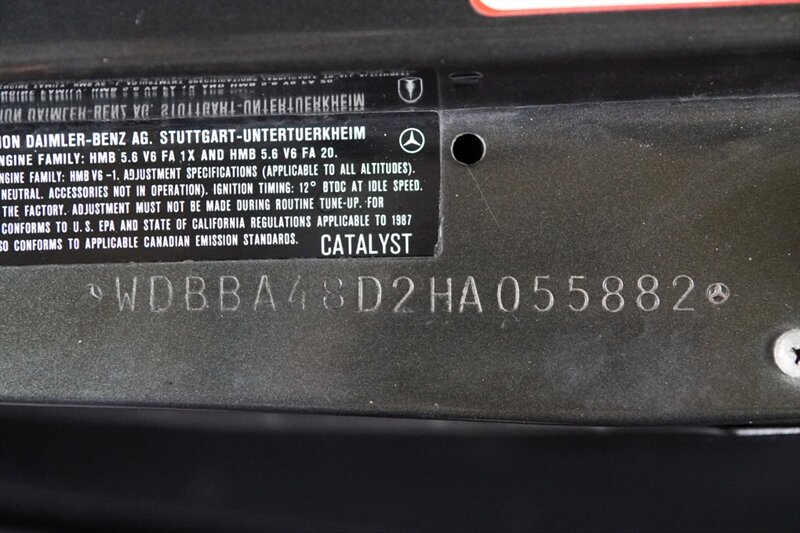 ION DAIMLER-BENZ AG. STUTTGART-UNTERTUERKHEIM
ENGINE FAMILY: HMB 5.6 V6 FA 1X AND HMB 5.6 V6 FA 20.
FAMILY: HMB V6 -1. ADJUSTMENT SPECIFICATIONS (APPLICABLE TO ALL ALTITUDES).
NEUTRAL. ACCESSORIES NOT IN OPERATION). IGNITION TIMING: 12° BTDC AT IDLE SPEED.
THE FACTORY. ADJUSTMENT MUST NOT BE MADE DURING ROUTINE TUNE-UP. FOR
CONFORMS TO U.S. EPA AND STATE OF CALIFORNIA REGULATIONS APPLICABLE TO 1987
SO CONFORMS TO APPLICABLE CANADIAN EMISSION STANDARDS. CATALYST
WDBBA48D2HA055882